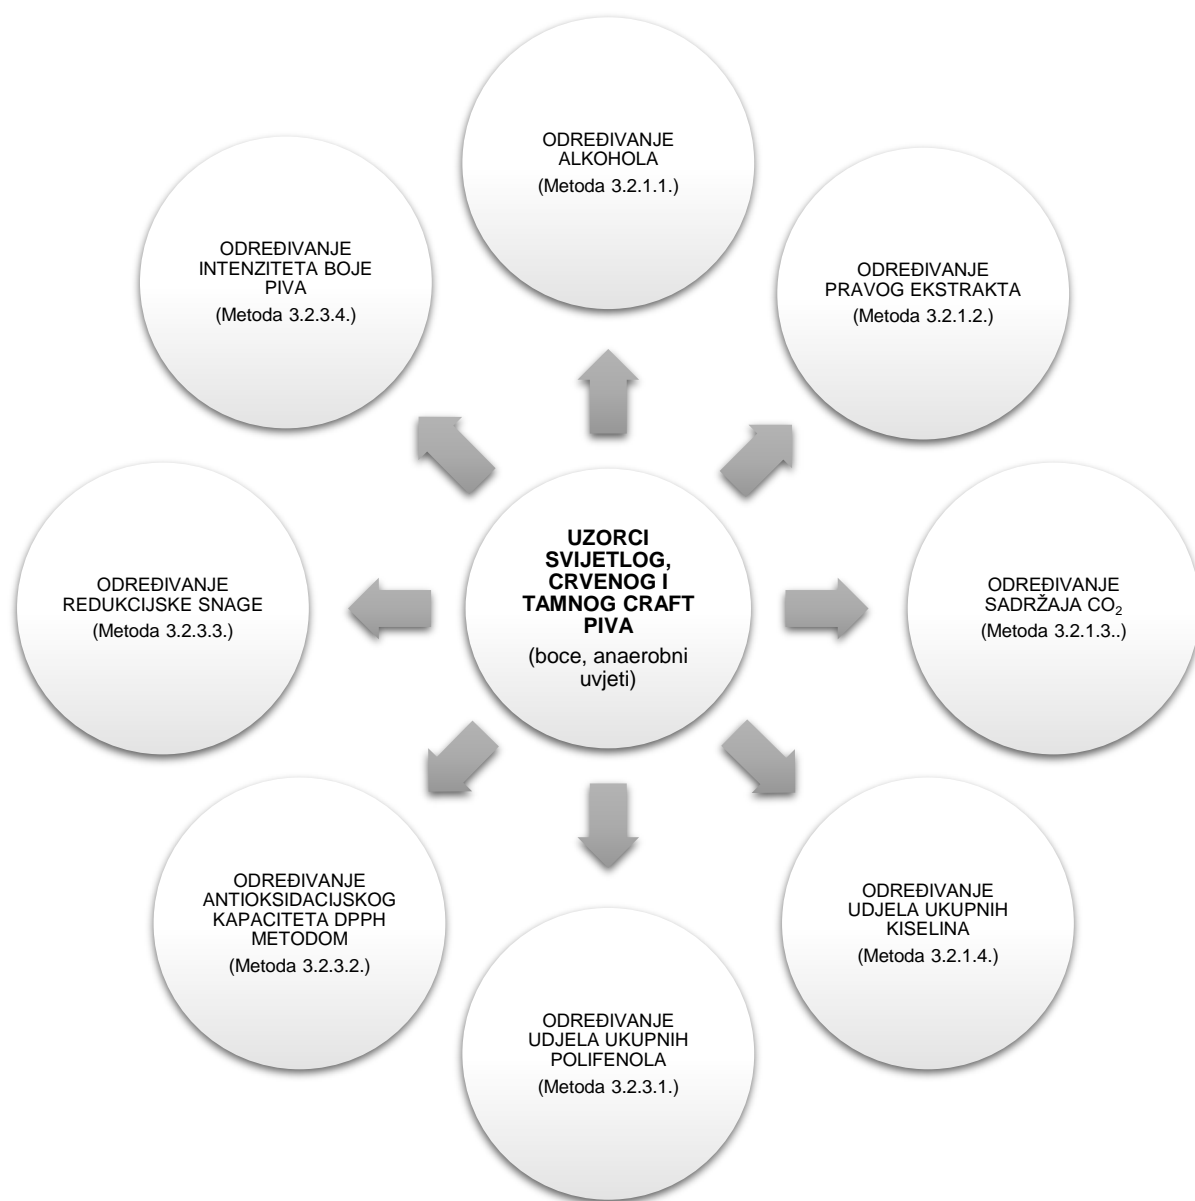 ODREĐIVANJE
ALKOHOLA
(Metoda 3.2.1.1.)
ODREĐIVANJE
PRAVOG EKSTRAKTA
(Metoda 3.2.1.2.)
ODREĐIVANJE
SADRŽAJA CO₂
(Metoda 3.2.1.3..)
ODREĐIVANJE
UDJELA UKUPNIH
KISELINA
(Metoda 3.2.1.4.)
ODREĐIVANJE
UDJELA UKUPNIH
POLIFENOLA
(Metoda 3.2.3.1.)
ODREĐIVANJE
ANTIOKSIDACIJSKOG
KAPACITETA DPPH
METODOM
(Metoda 3.2.3.2.)
ODREĐIVANJE
REDUKCIJSKE SNAGE
(Metoda 3.2.3.3.)
ODREĐIVANJE
INTENZITETA BOJE
PIVA
(Metoda 3.2.3.4.)
UZORCI
SVIJETLOG,
CRVENOG I
TAMNOG CRAFT
PIVA
(boce, anaerobni
uvjeti)